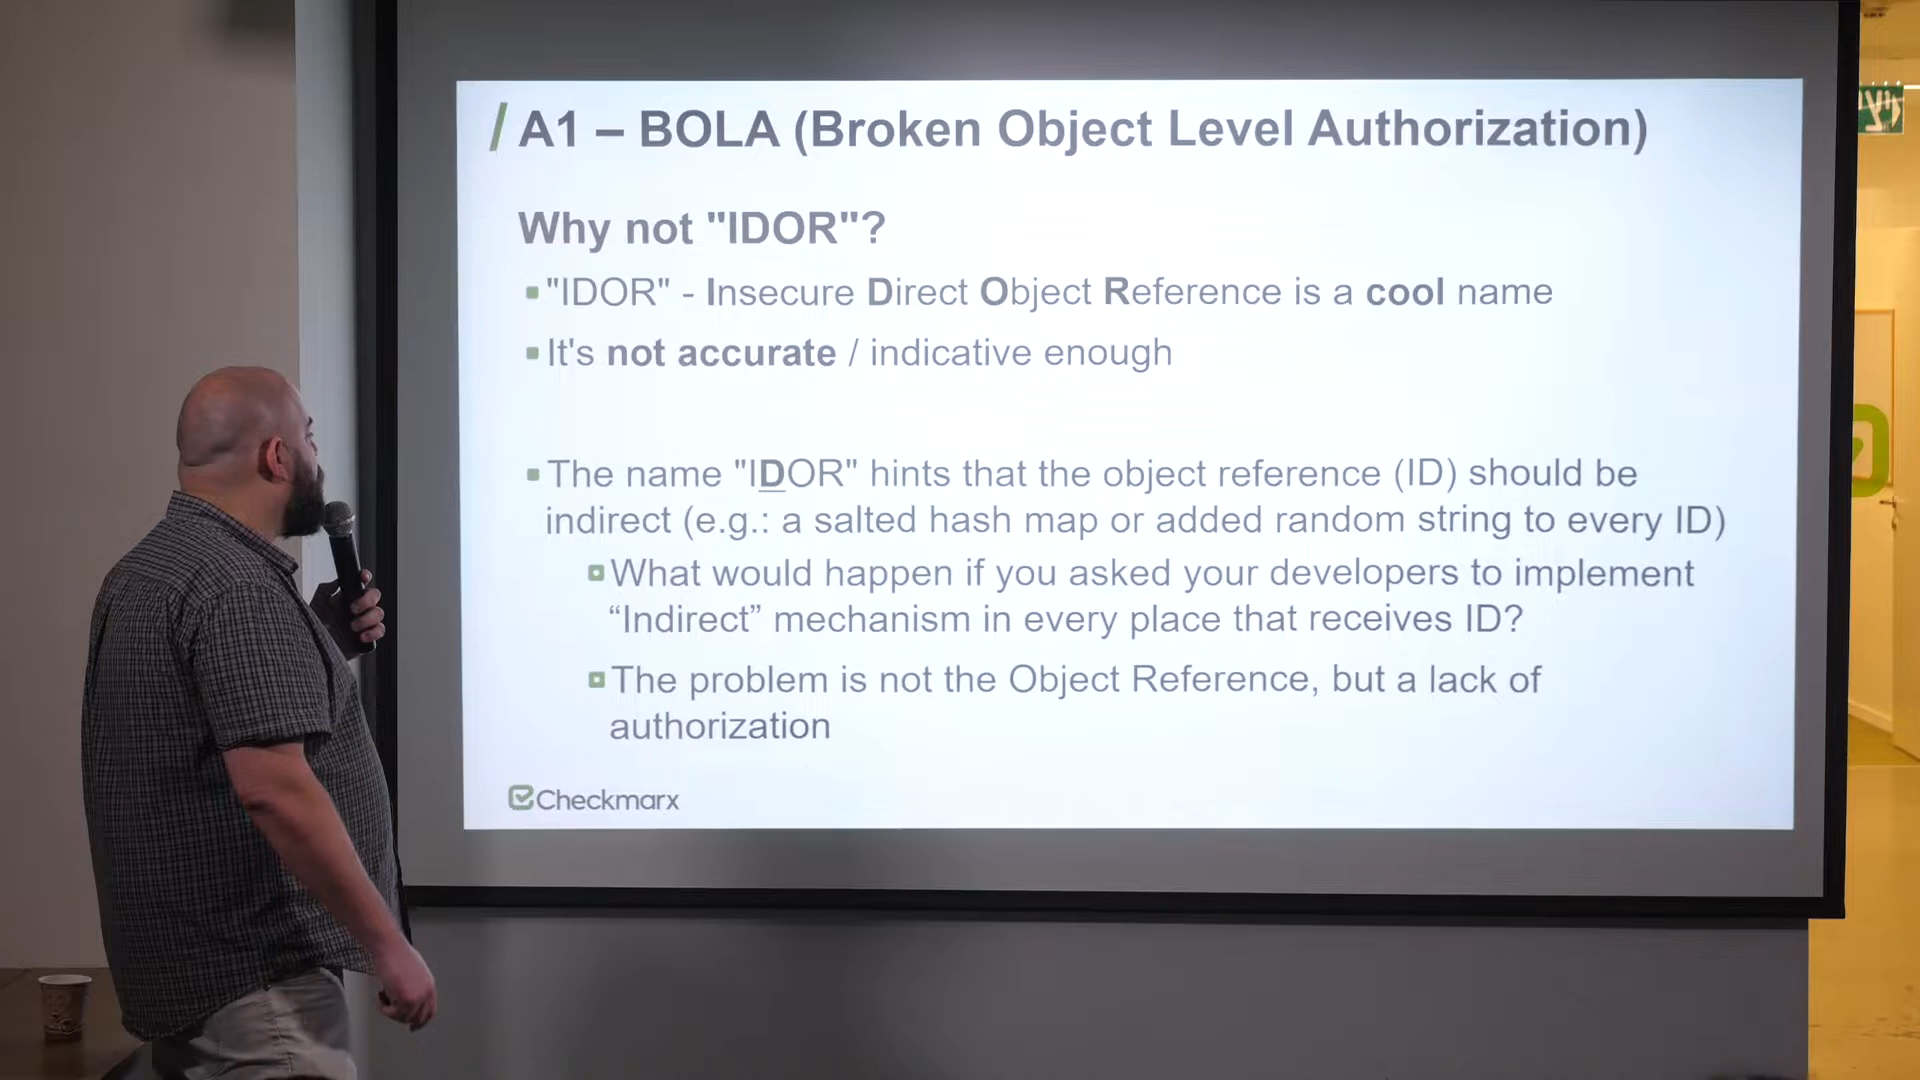 A1 – BOLA (Broken Object Level Authorization)
Why not "IDOR"?
"IDOR" - Insecure Direct Object Reference is a cool name
It's not accurate / indicative enough
The name "IDOR" hints that the object reference (ID) should be
indirect (e.g.: a salted hash map or added random string to every ID)
What would happen if you asked your developers to implement
“Indirect” mechanism in every place that receives ID?
The problem is not the Object Reference, but a lack of
authorization
Checkmarx